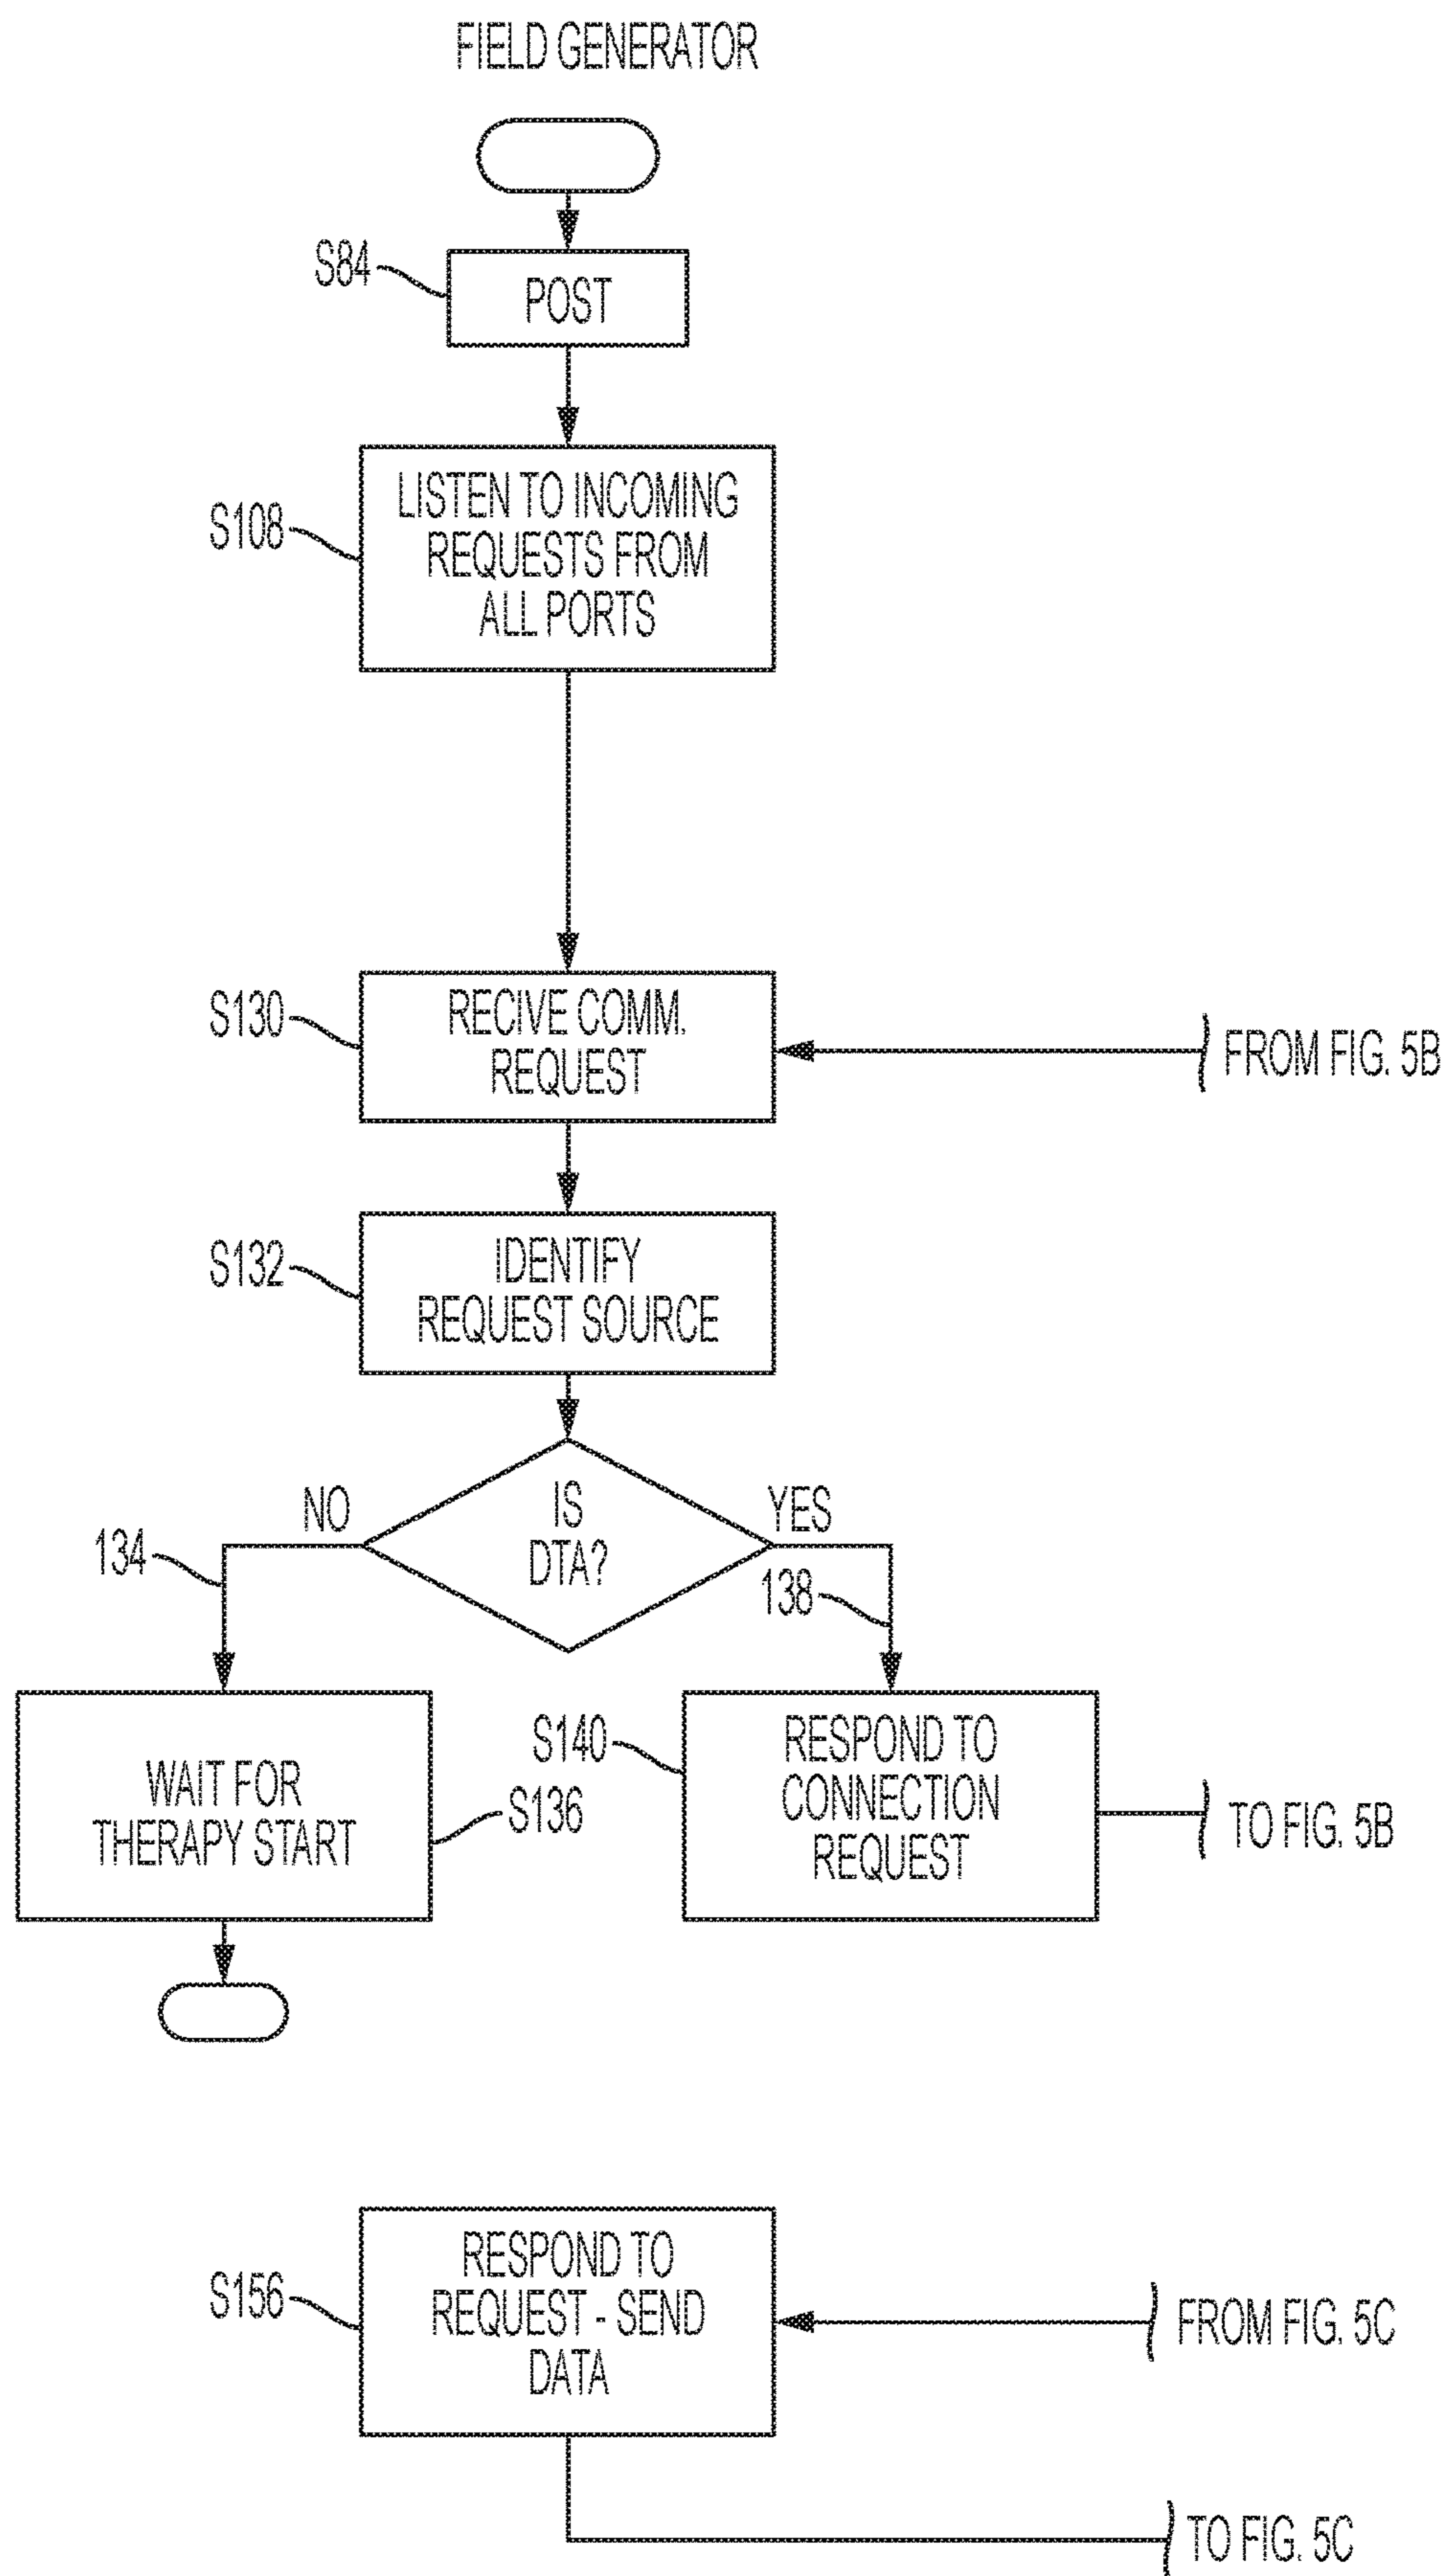 FIELD GENERATOR
S84
POST
S108
LISTEN TO INCOMING
REQUESTS FROM
ALL PORTS
S130
RECIVE COMM.
REQUEST
FROM FIG. 5B
S132
IDENTIFY
REQUEST SOURCE
NO
IS
DTA?
YES
134
138
WAIT FOR
THERAPY START
S136
S140
RESPOND TO
CONNECTION
REQUEST
TO FIG. 5B
S156
RESPOND TO
REQUEST - SEND
DATA
FROM FIG. 5C
TO FIG. 5C